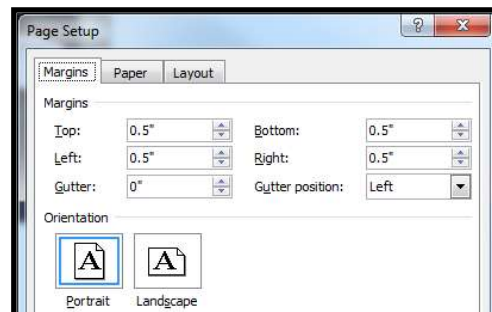 Page Setup
Margins Paper Layout
Margins
Top: 0.5" Bottom: 0.5"
Left: 0.5" Right: 0.5"
Gutter: 0" Gutter position: Left
Orientation
A A
Portrait Landscape